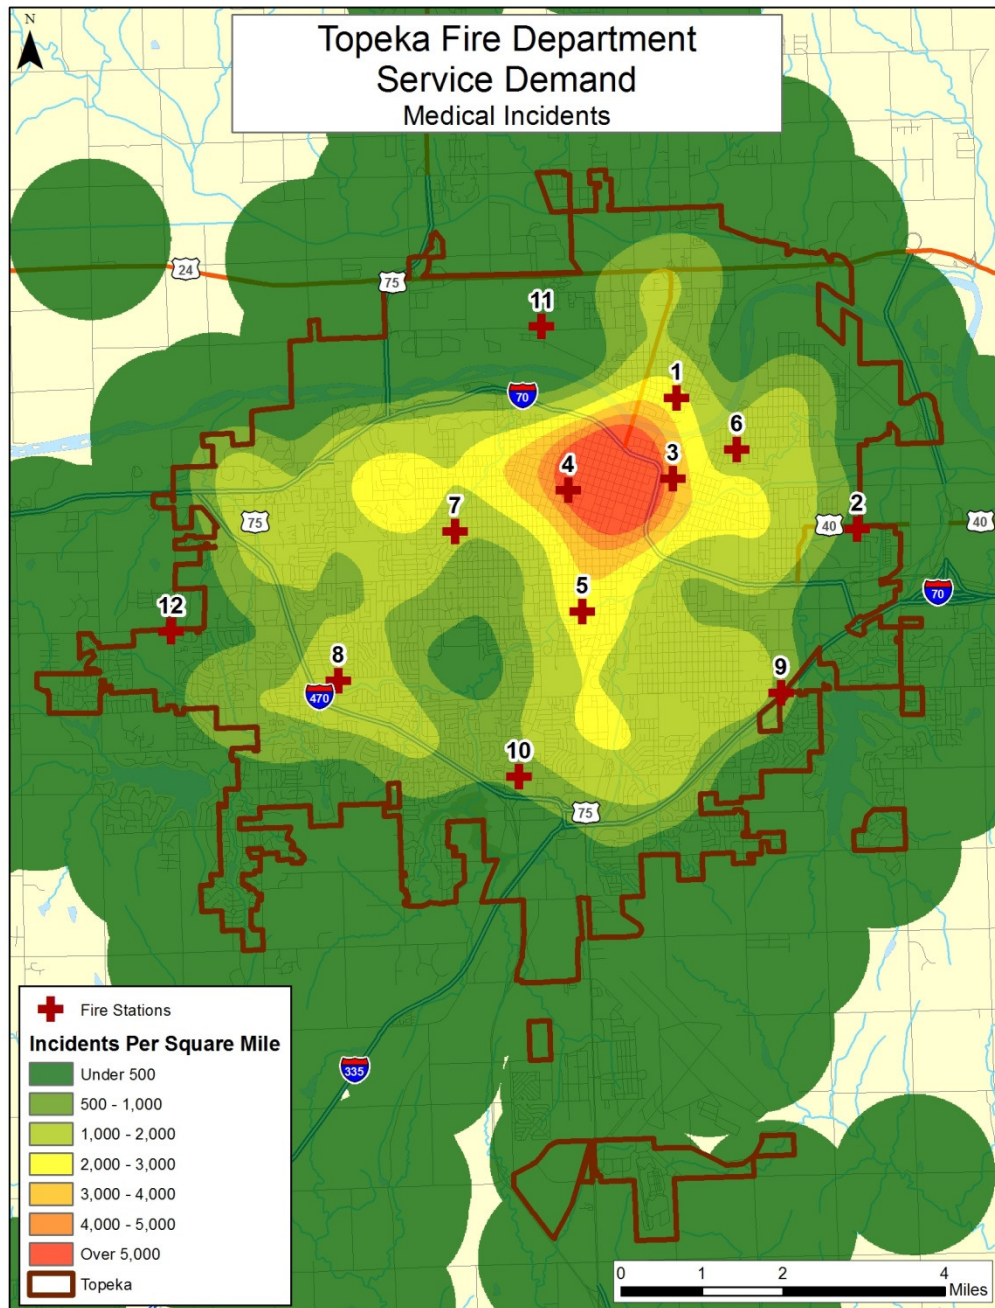 N
Topeka Fire Department
Service Demand
Medical Incidents
24
75
11
70
1
6
3
4
7
2
75
40
40
5
70
12
8
9
470
10
75
Fire Stations
Incidents Per Square Mile
Under 500
500 - 1,000
1,000 - 2,000
2,000 - 3,000
3,000 - 4,000
4,000 - 5,000
Over 5,000
Topeka
335
0 1 2 4
Miles